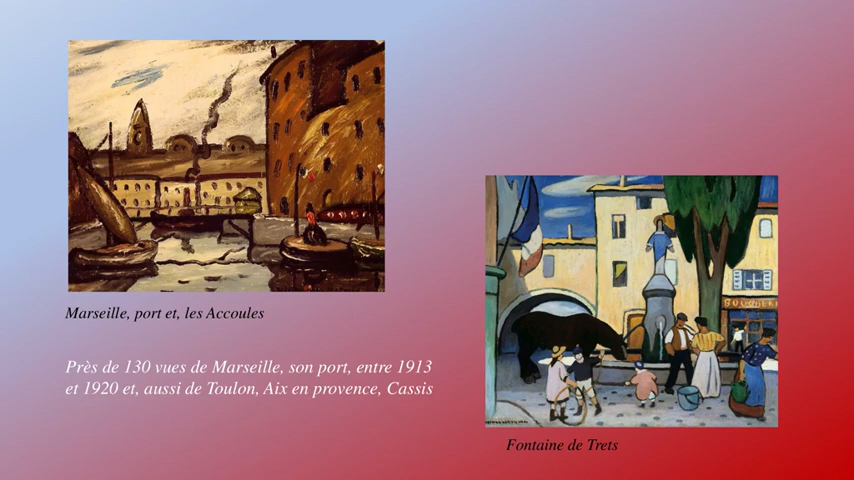 Marseille, port et, les Accoules
Près de 130 vues de Marseille, son port, entre 1913
et 1920 et, aussi de Toulon, Aix en provence, Cassis
Fontaine de Trets